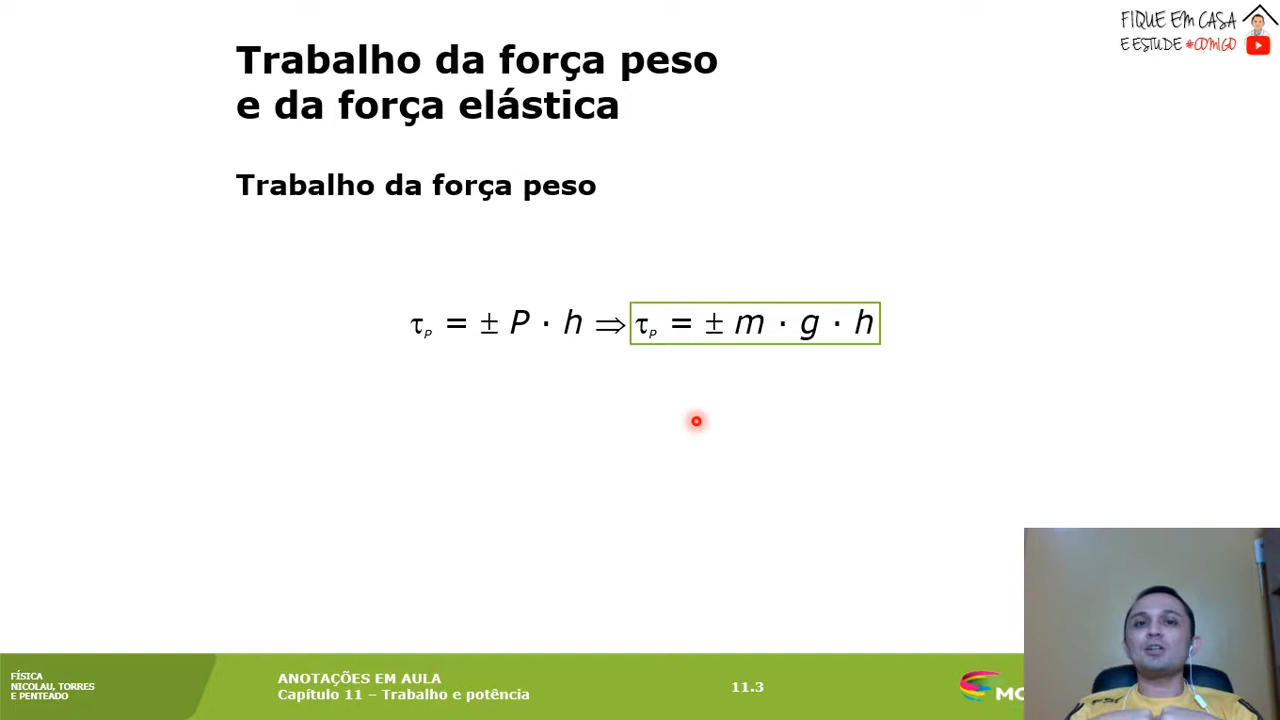 FIQUE EM CASA
E ESTUDE #COMIGO
Trabalho da força peso
e da força elástica
Trabalho da força peso
τP = ± P · h ⇒ τP = ± m · g · h
FÍSICA
NICOLAU, TORRES
E PENTEADO
ANOTAÇÕES EM AULA
Capítulo 11 – Trabalho e potência
11.3